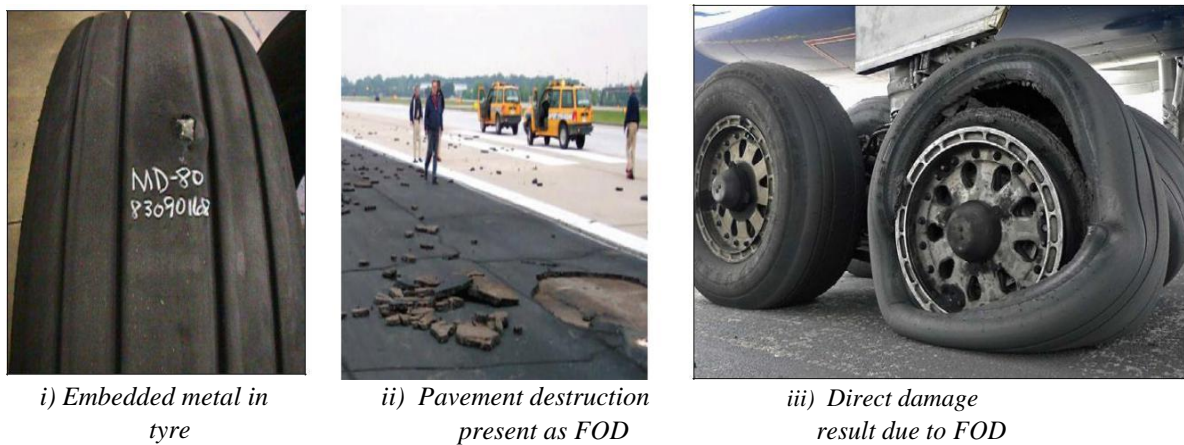 MD-80
83090168
i) Embedded metal in
tyre
ii) Pavement destruction
present as FOD
iii) Direct damage
result due to FOD